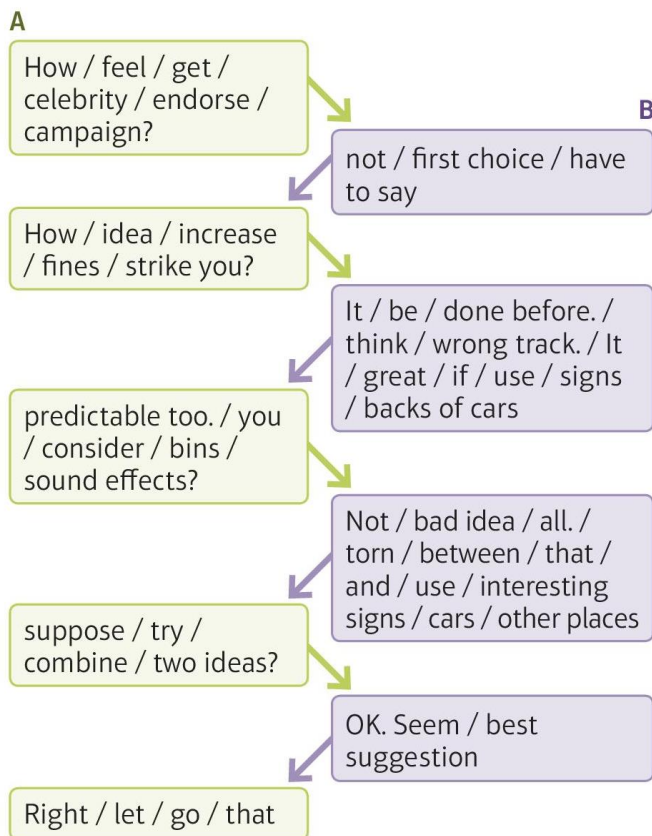 A
How / feel / get /
celebrity / endorse /
campaign?
B
not / first choice / have
to say
How / idea / increase
/ fines / strike you?
It / be / done before. /
think / wrong track. / It
/ great / if / use / signs
/ backs of cars
predictable too. / you
/ consider / bins /
sound effects?
Not / bad idea / all. /
torn / between / that /
and / use / interesting
signs / cars / other places
suppose / try /
combine / two ideas?
OK. Seem / best
suggestion
Right / let / go / that